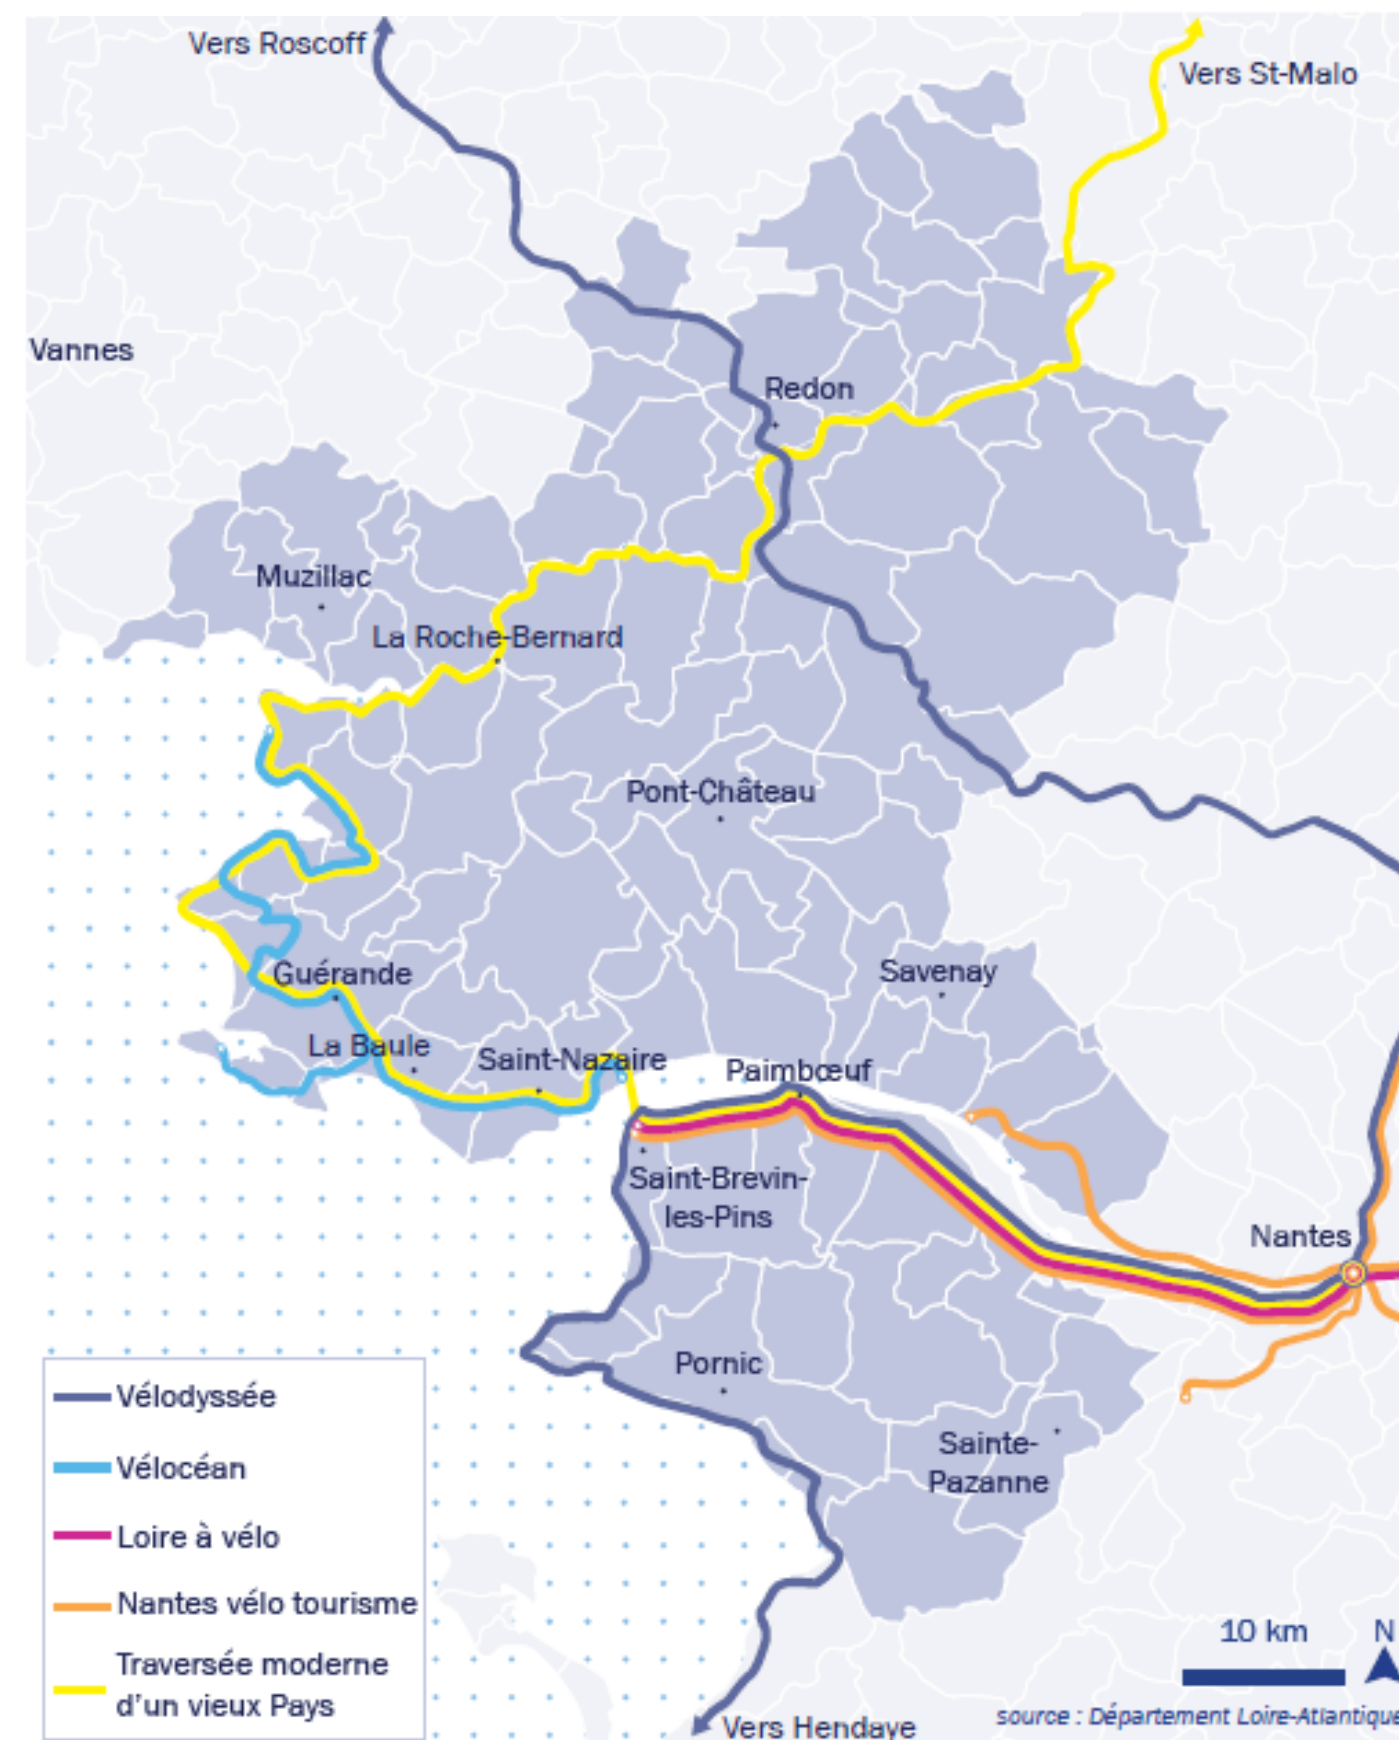 Vers Roscoff
Vers St-Malo
Vannes
Redon
Muzillac
La Roche-Bernard
Pont-Château
Savenay
Guérande
La Baule
Saint-Nazaire
Paimbœuf
Saint-Brevin-
les-Pins
Nantes
Pornic
Sainte-
Pazanne
Vélodyssée
Vélocéan
Loire à vélo
Nantes vélo tourisme
Traversée moderne
d'un vieux Pays
10 km
N
source : Département Loire-Atlantique
Vers Hendaye